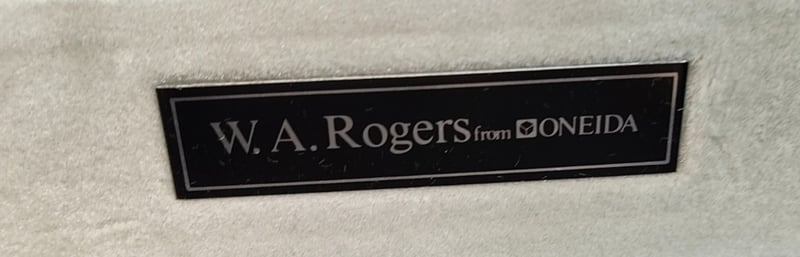 W. A. Rogers from ONEIDA